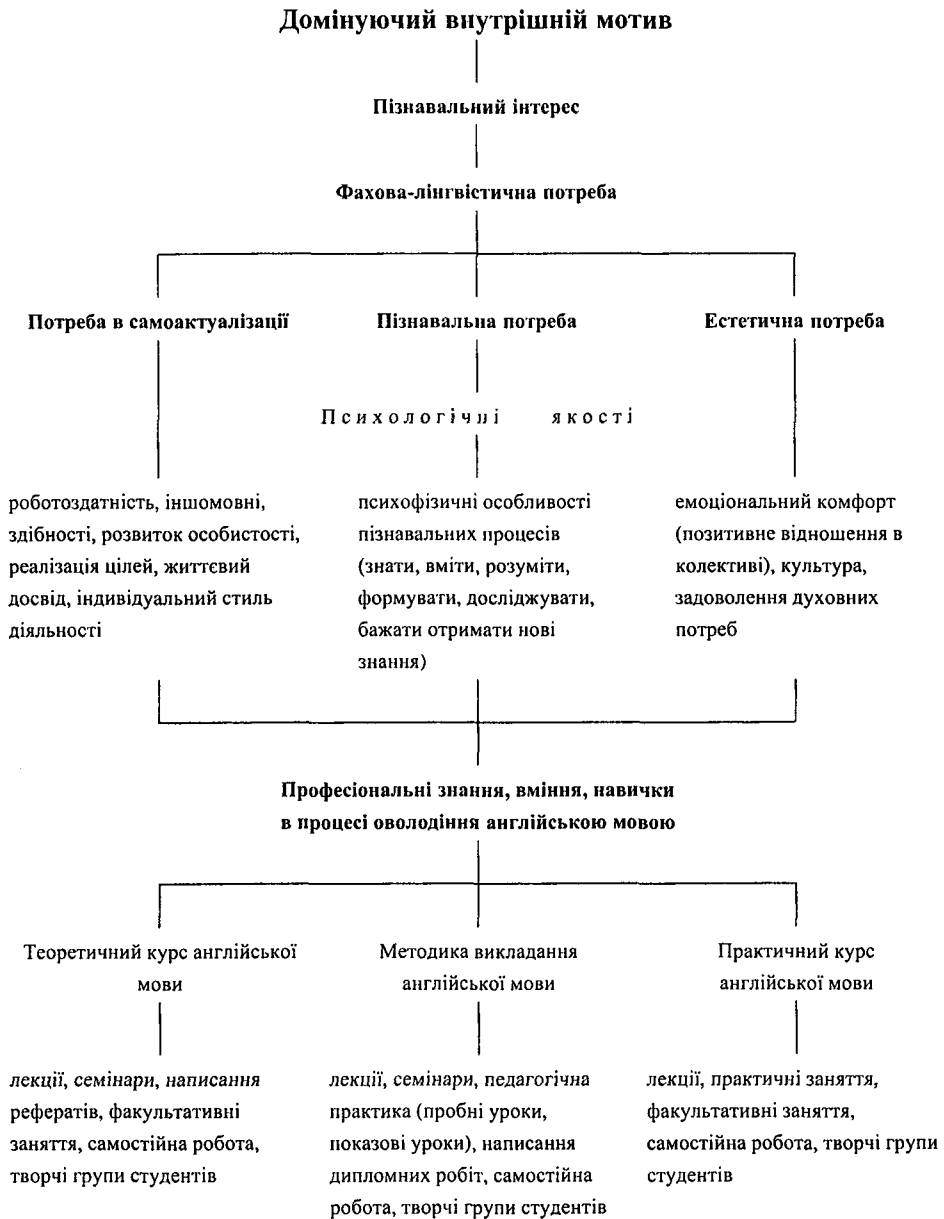 Домінуючий внутрішній мотив
Пізнавальний інтерес
Фахова-лінгвістична потреба
Потреба в самоактуалізації
Пізнавальна потреба
Естетична потреба
Психологічні якості
роботоздатність, іншомовні,
здібності, розвиток особистості,
реалізація цілей, життєвий
досвід, індивідуальний стиль
діяльності
психофізичні особливості
пізнавальних процесів
(знати, вміти, розуміти,
формувати, досліджувати,
бажати отримати нові
знання)
емоціональний комфорт
(позитивне відношення в
колективі), культура,
задоволення духовних
потреб
Професіональні знання, вміння, навички
в процесі оволодіння англійською мовою
Теоретичний курс англійської
мови
Методика викладання
англійської мови
Практичний курс
англійської мови
лекції, семінари, написання
рефератів, факультативні
заняття, самостійна робота,
творчі групи студентів
лекції, семінари, педагогічна
практика (пробні уроки,
показові уроки), написання
дипломних робіт, самостійна
робота, творчі групи студентів
лекції, практичні заняття,
факультативні заняття,
самостійна робота, творчі групи
студентів